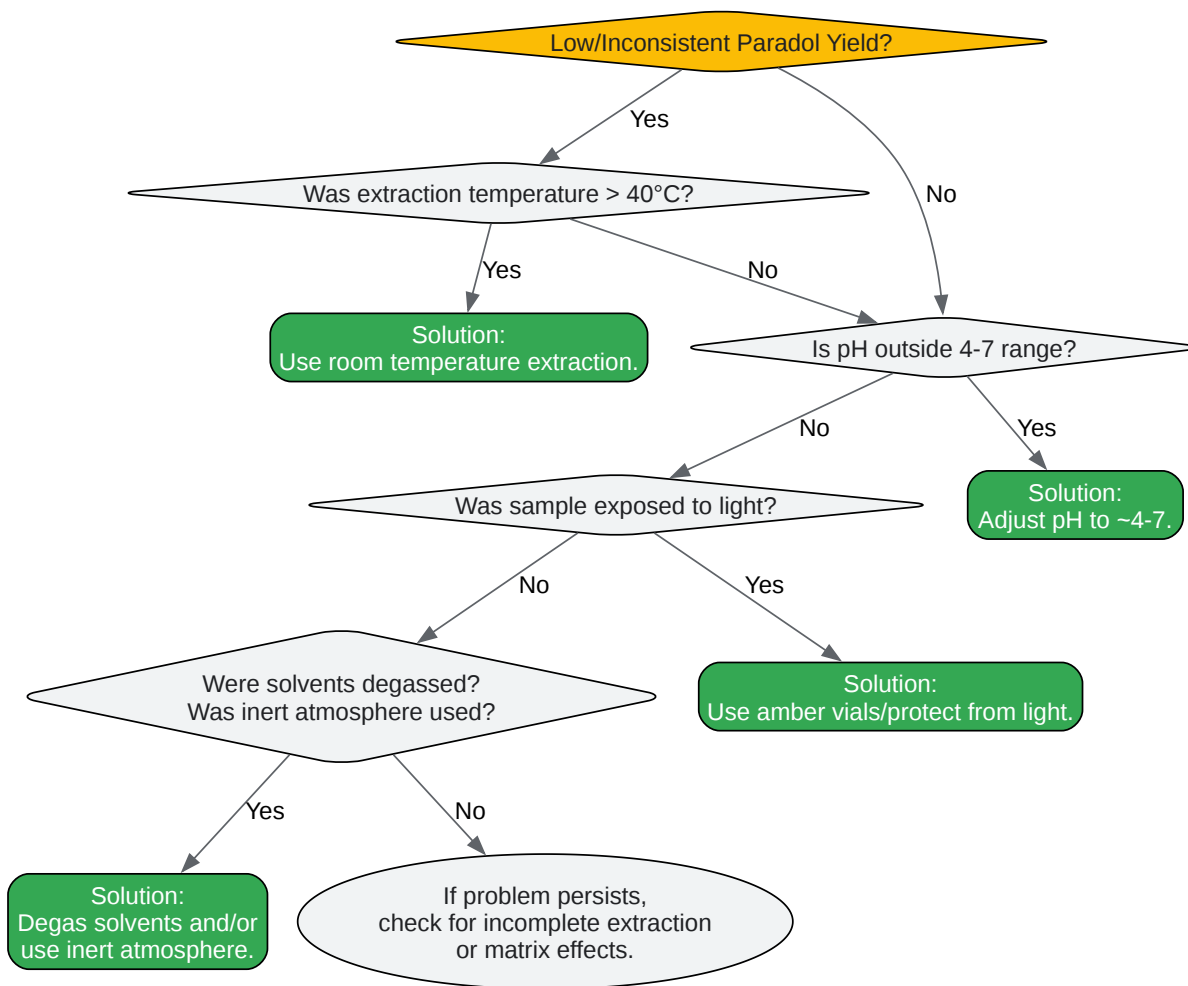 Low/Inconsistent Paradol Yield?
Yes
No
Was extraction temperature > 40°C?
Yes
No
Solution:
Use room temperature extraction.
Is pH outside 4-7 range?
No
Yes
Was sample exposed to light?
Solution:
Adjust pH to ~4-7.
No
Yes
Were solvents degassed?
Was inert atmosphere used?
Solution:
Use amber vials/protect from light.
Yes
No
Solution:
Degas solvents and/or
use inert atmosphere.
If problem persists,
check for incomplete extraction
or matrix effects.